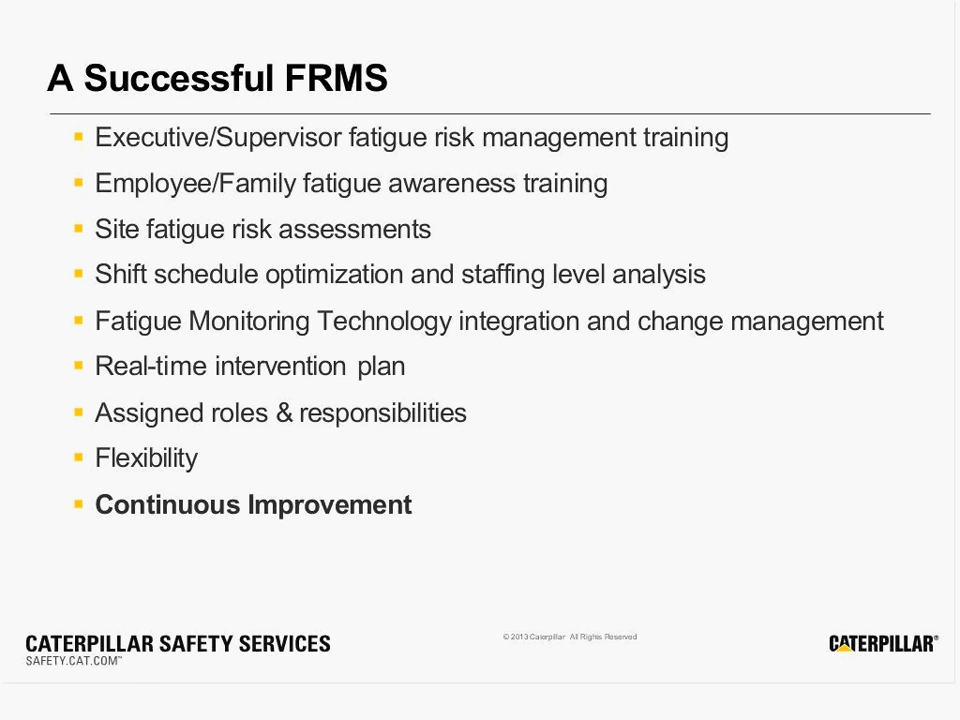 A Successful FRMS
Executive/Supervisor fatigue risk management training
Employee/Family fatigue awareness training
Site fatigue risk assessments
Shift schedule optimization and staffing level analysis
Fatigue Monitoring Technology integration and change management
Real-time intervention plan
Assigned roles & responsibilities
Flexibility
Continuous Improvement
CATERPILLAR SAFETY SERVICES
SAFETY.CAT.COM™
© 2013 Caterpillar All Rights Reserved
CATERPILLAR®